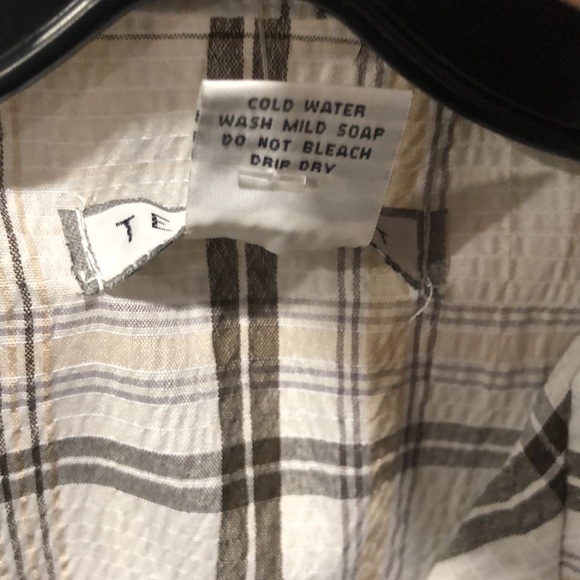 COLD WATER
WASH MILD SOAP
DO NOT BLEACH
DRIP DRY